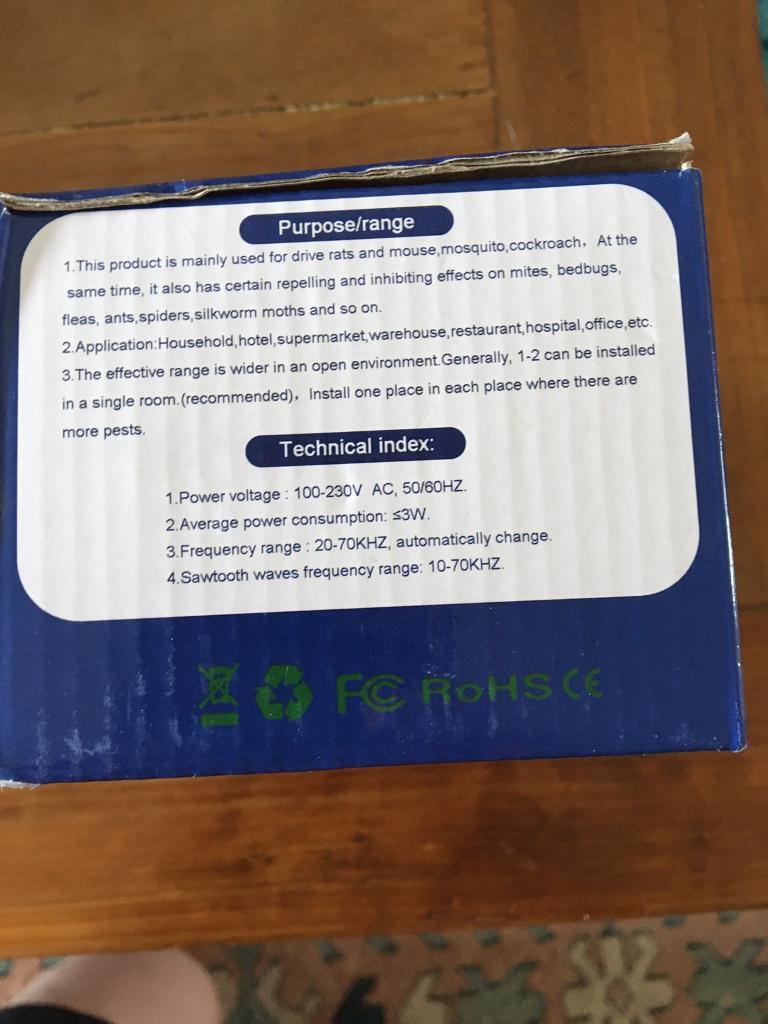 Purpose/range
1.This product is mainly used for drive rats and mouse,mosquito,cockroach， At the
same time, it also has certain repelling and inhibiting effects on mites, bedbugs,
fleas, ants,spiders,silkworm moths and so on.
2.Application:Household,hotel,supermarket,warehouse,restaurant,hospital,office,etc.
3.The effective range is wider in an open environment.Generally, 1-2 can be installed
in a single room.(recommended)， Install one place in each place where there are
more pests.
Technical index:
1.Power voltage : 100-230V AC, 50/60HZ.
2.Average power consumption: ≤3W.
3.Frequency range : 20-70KHZ, automatically change.
4.Sawtooth waves frequency range: 10-70KHZ.
FC RoHS CE